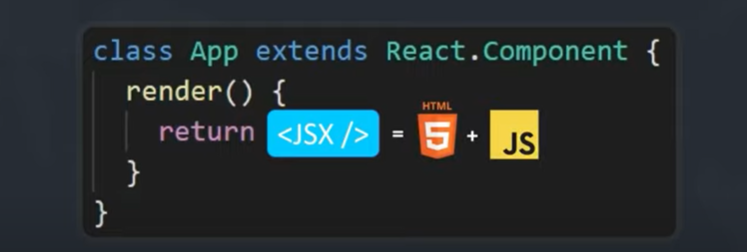 class App extends React.Component {
render() {
HTML
return <JSX /> = 5 + JS
}
}